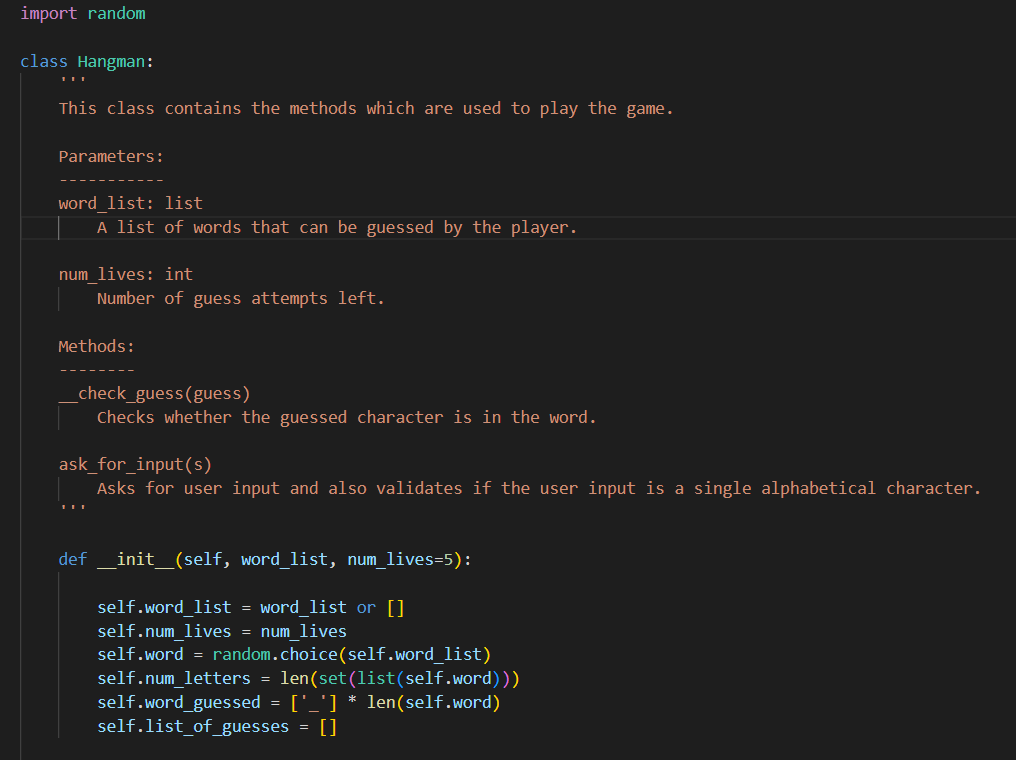 import random
class Hangman:
    '''
    This class contains the methods which are used to play the game.
    Parameters:
    -----------
    word_list: list
        A list of words that can be guessed by the player.
    num_lives: int
        Number of guess attempts left.
    Methods:
    --------
    __check_guess(guess)
        Checks whether the guessed character is in the word.
    ask_for_input(s)
        Asks for user input and also validates if the user input is a single alphabetical character.
    '''
    def __init__(self, word_list, num_lives=5):
        self.word_list = word_list or []
        self.num_lives = num_lives
        self.word = random.choice(self.word_list)
        self.num_letters = len(set(list(self.word)))
        self.word_guessed = ['_'] * len(self.word)
        self.list_of_guesses = []